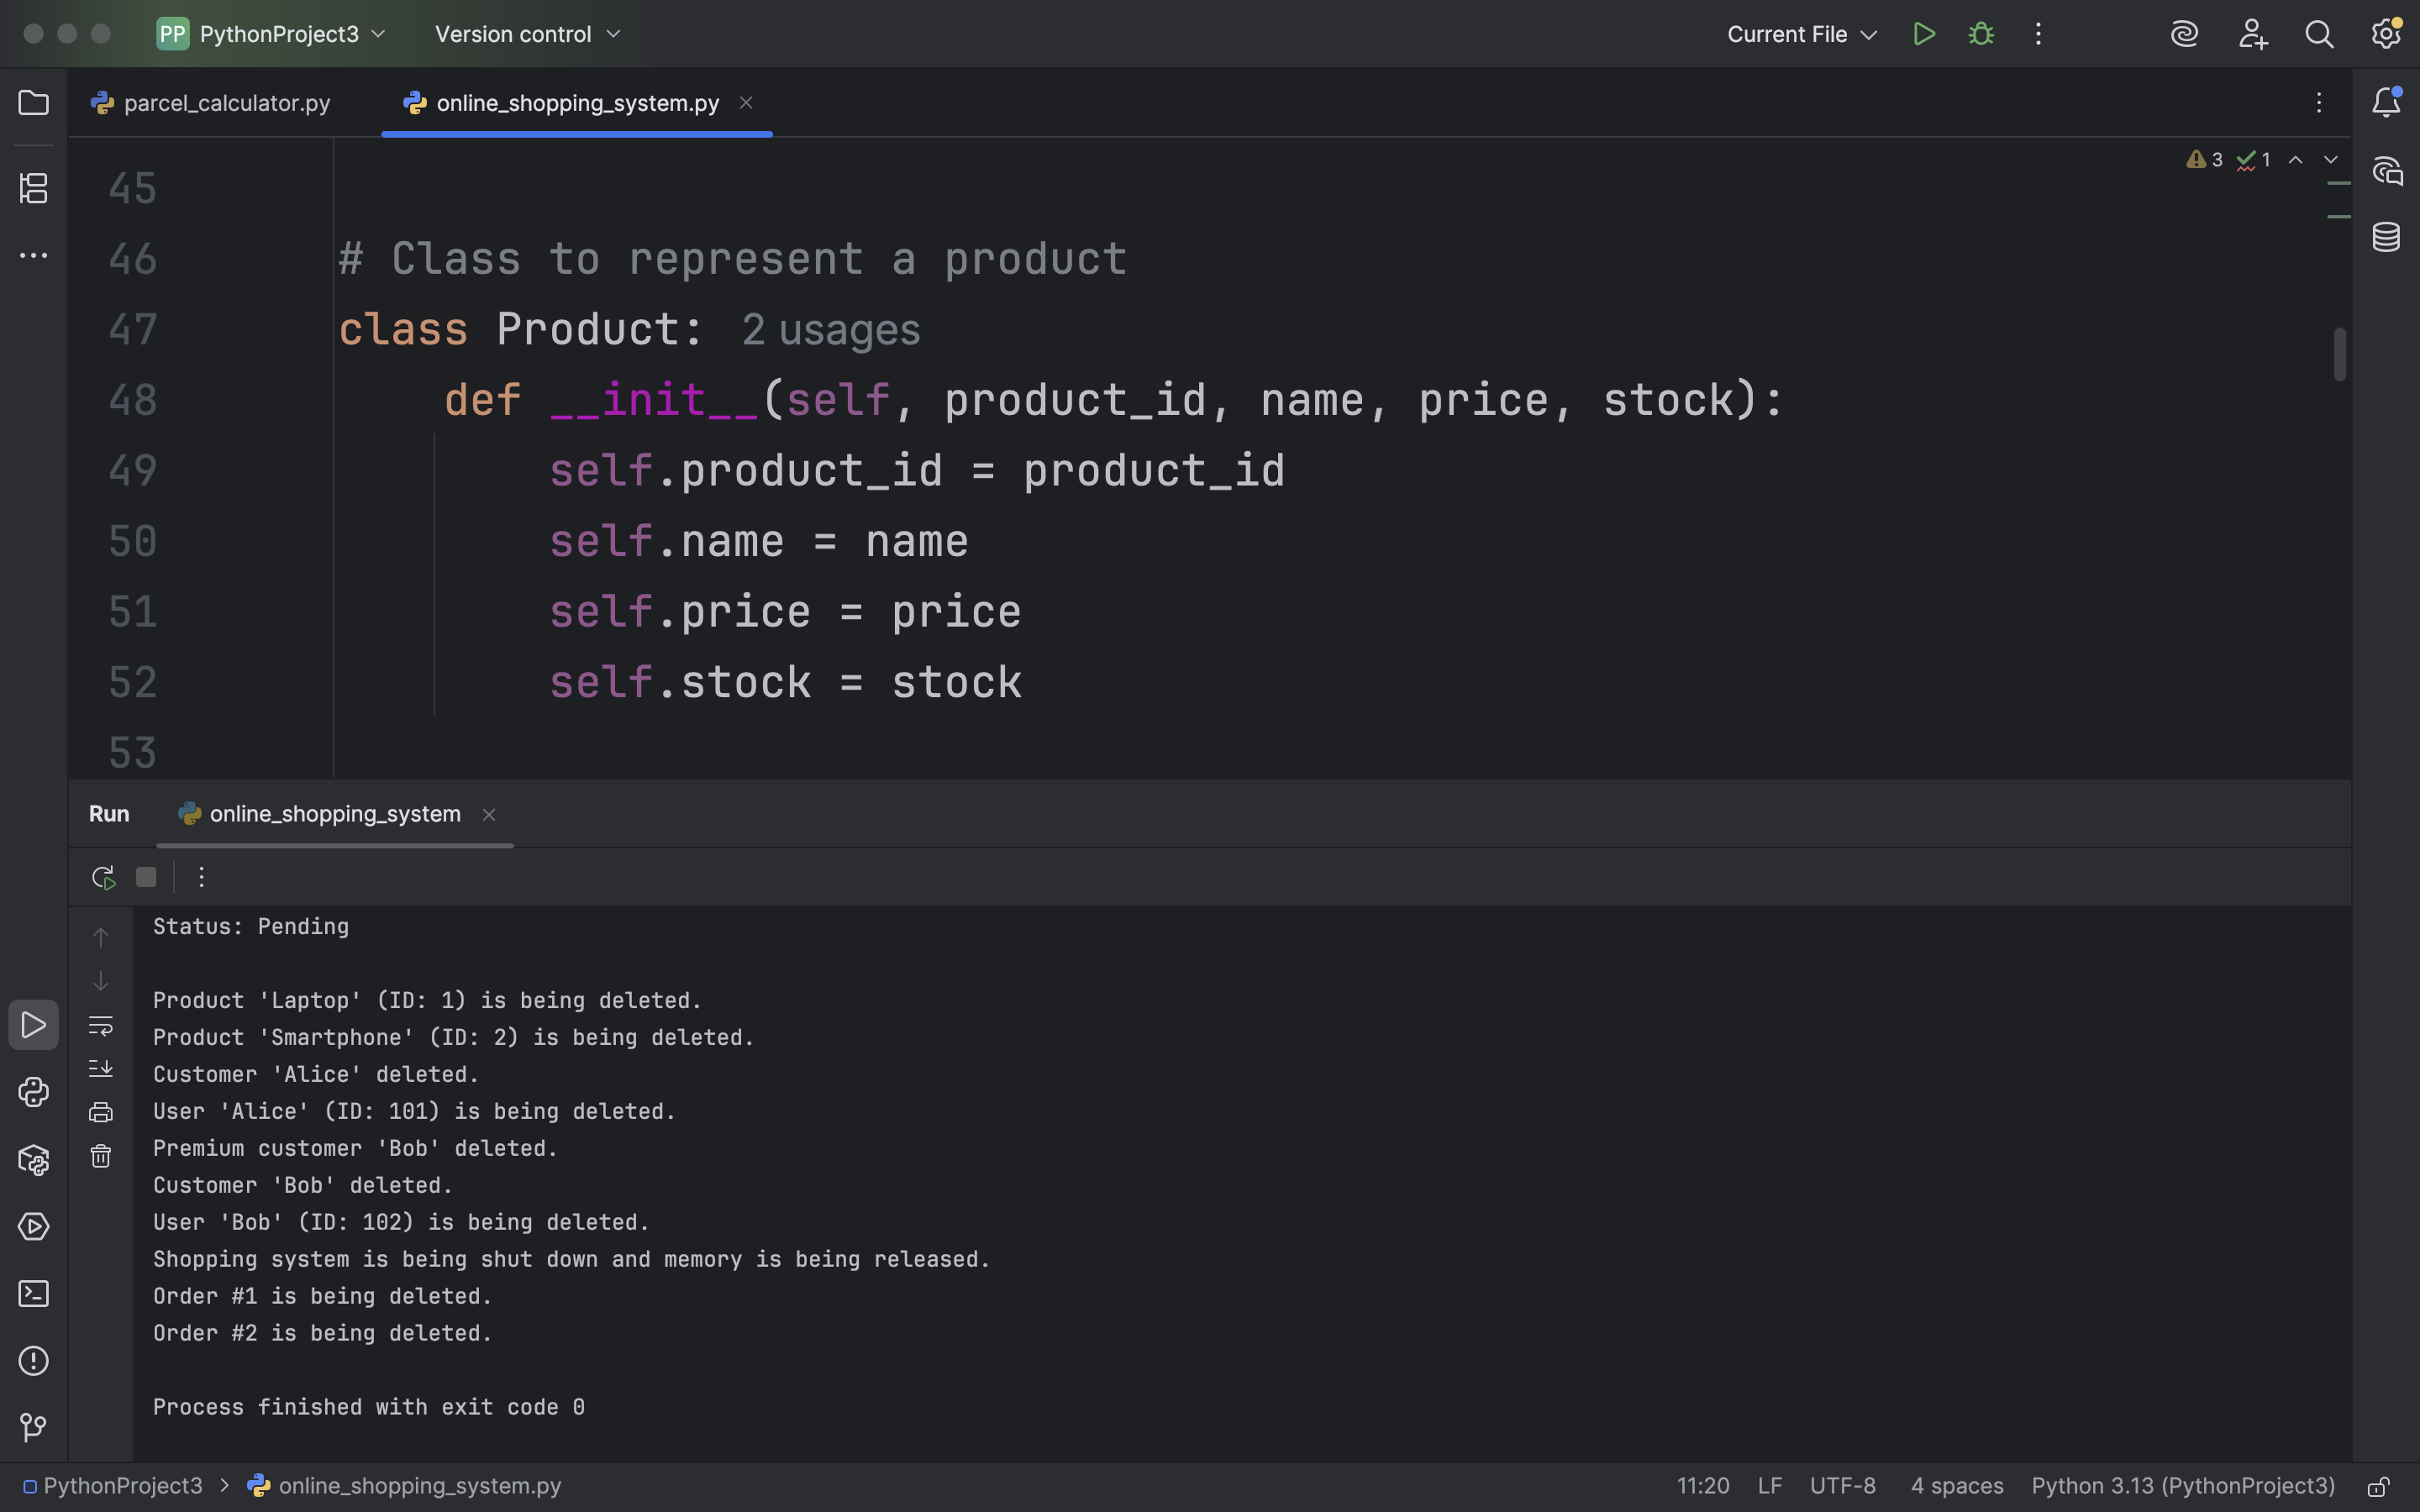 PP PythonProject3 Version control Current File
parcel_calculator.py online_shopping_system.py
3 1
45
46 # Class to represent a product
47 class Product: 2 usages
48 def __init__(self, product_id, name, price, stock):
49 self.product_id = product_id
50 self.name = name
51 self.price = price
52 self.stock = stock
53
Run online_shopping_system
Status: Pending
Product 'Laptop' (ID: 1) is being deleted.
Product 'Smartphone' (ID: 2) is being deleted.
Customer 'Alice' deleted.
User 'Alice' (ID: 101) is being deleted.
Premium customer 'Bob' deleted.
Customer 'Bob' deleted.
User 'Bob' (ID: 102) is being deleted.
Shopping system is being shut down and memory is being released.
Order #1 is being deleted.
Order #2 is being deleted.
Process finished with exit code 0
PythonProject3 > online_shopping_system.py 11:20 LF UTF-8 4 spaces Python 3.13 (PythonProject3)